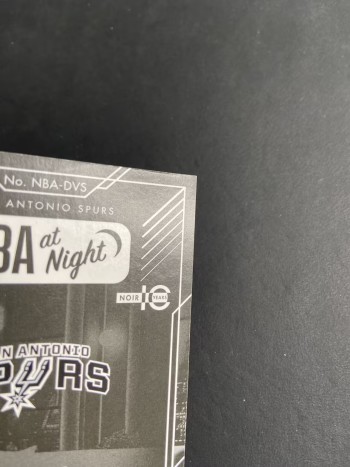 No. NBA-DVS
ANTONIO SPURS
BA at Night
NOIR 10 YEARS
N ANTONIO
PURS